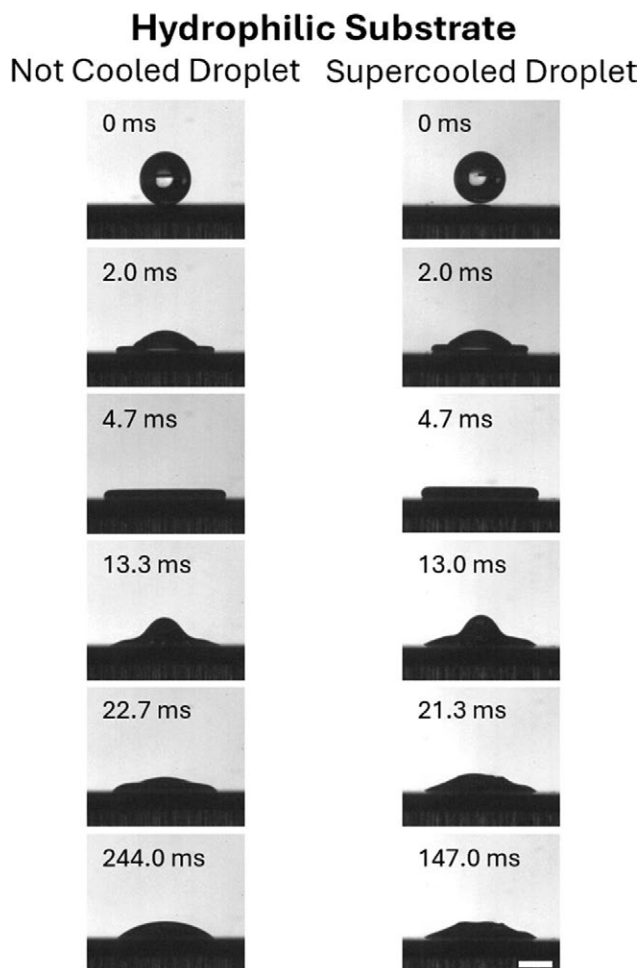 Hydrophilic Substrate
Not Cooled Droplet Supercooled Droplet
0 ms 0 ms
2.0 ms 2.0 ms
4.7 ms 4.7 ms
13.3 ms 13.0 ms
22.7 ms 21.3 ms
244.0 ms 147.0 ms